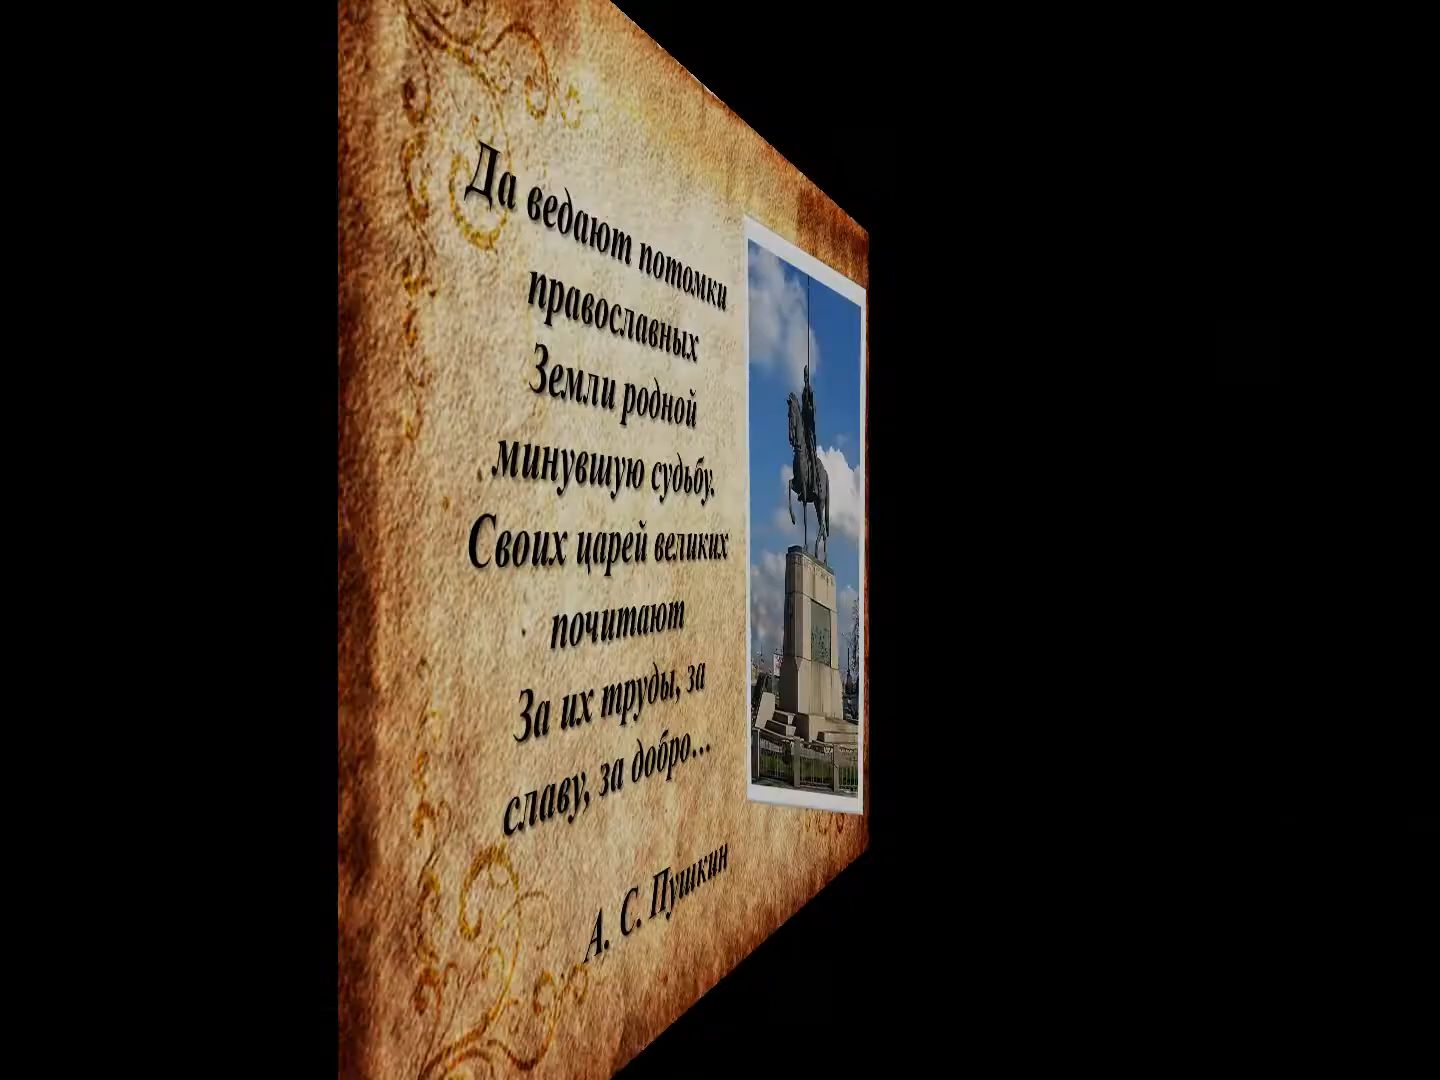 Да ведают потомки
православных
Земли родной
минувшую судьбу.
Своих царей великих
почитают
За их труды, за
славу, за добро...
А. С. Пушкин